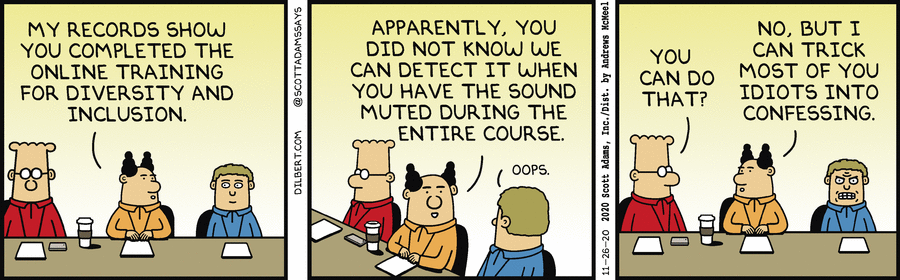 MY RECORDS SHOW
YOU COMPLETED THE
ONLINE TRAINING
FOR DIVERSITY AND
INCLUSION.
DILBERT.COM @SCOTTADAMSSAYS
APPARENTLY, YOU
DID NOT KNOW WE
CAN DETECT IT WHEN
YOU HAVE THE SOUND
MUTED DURING THE
ENTIRE COURSE.
OOPS.
11-26-20 2020 Scott Adams, Inc./Dist. by Andrews McMeel
YOU
CAN DO
THAT?
NO, BUT I
CAN TRICK
MOST OF YOU
IDIOTS INTO
CONFESSING.